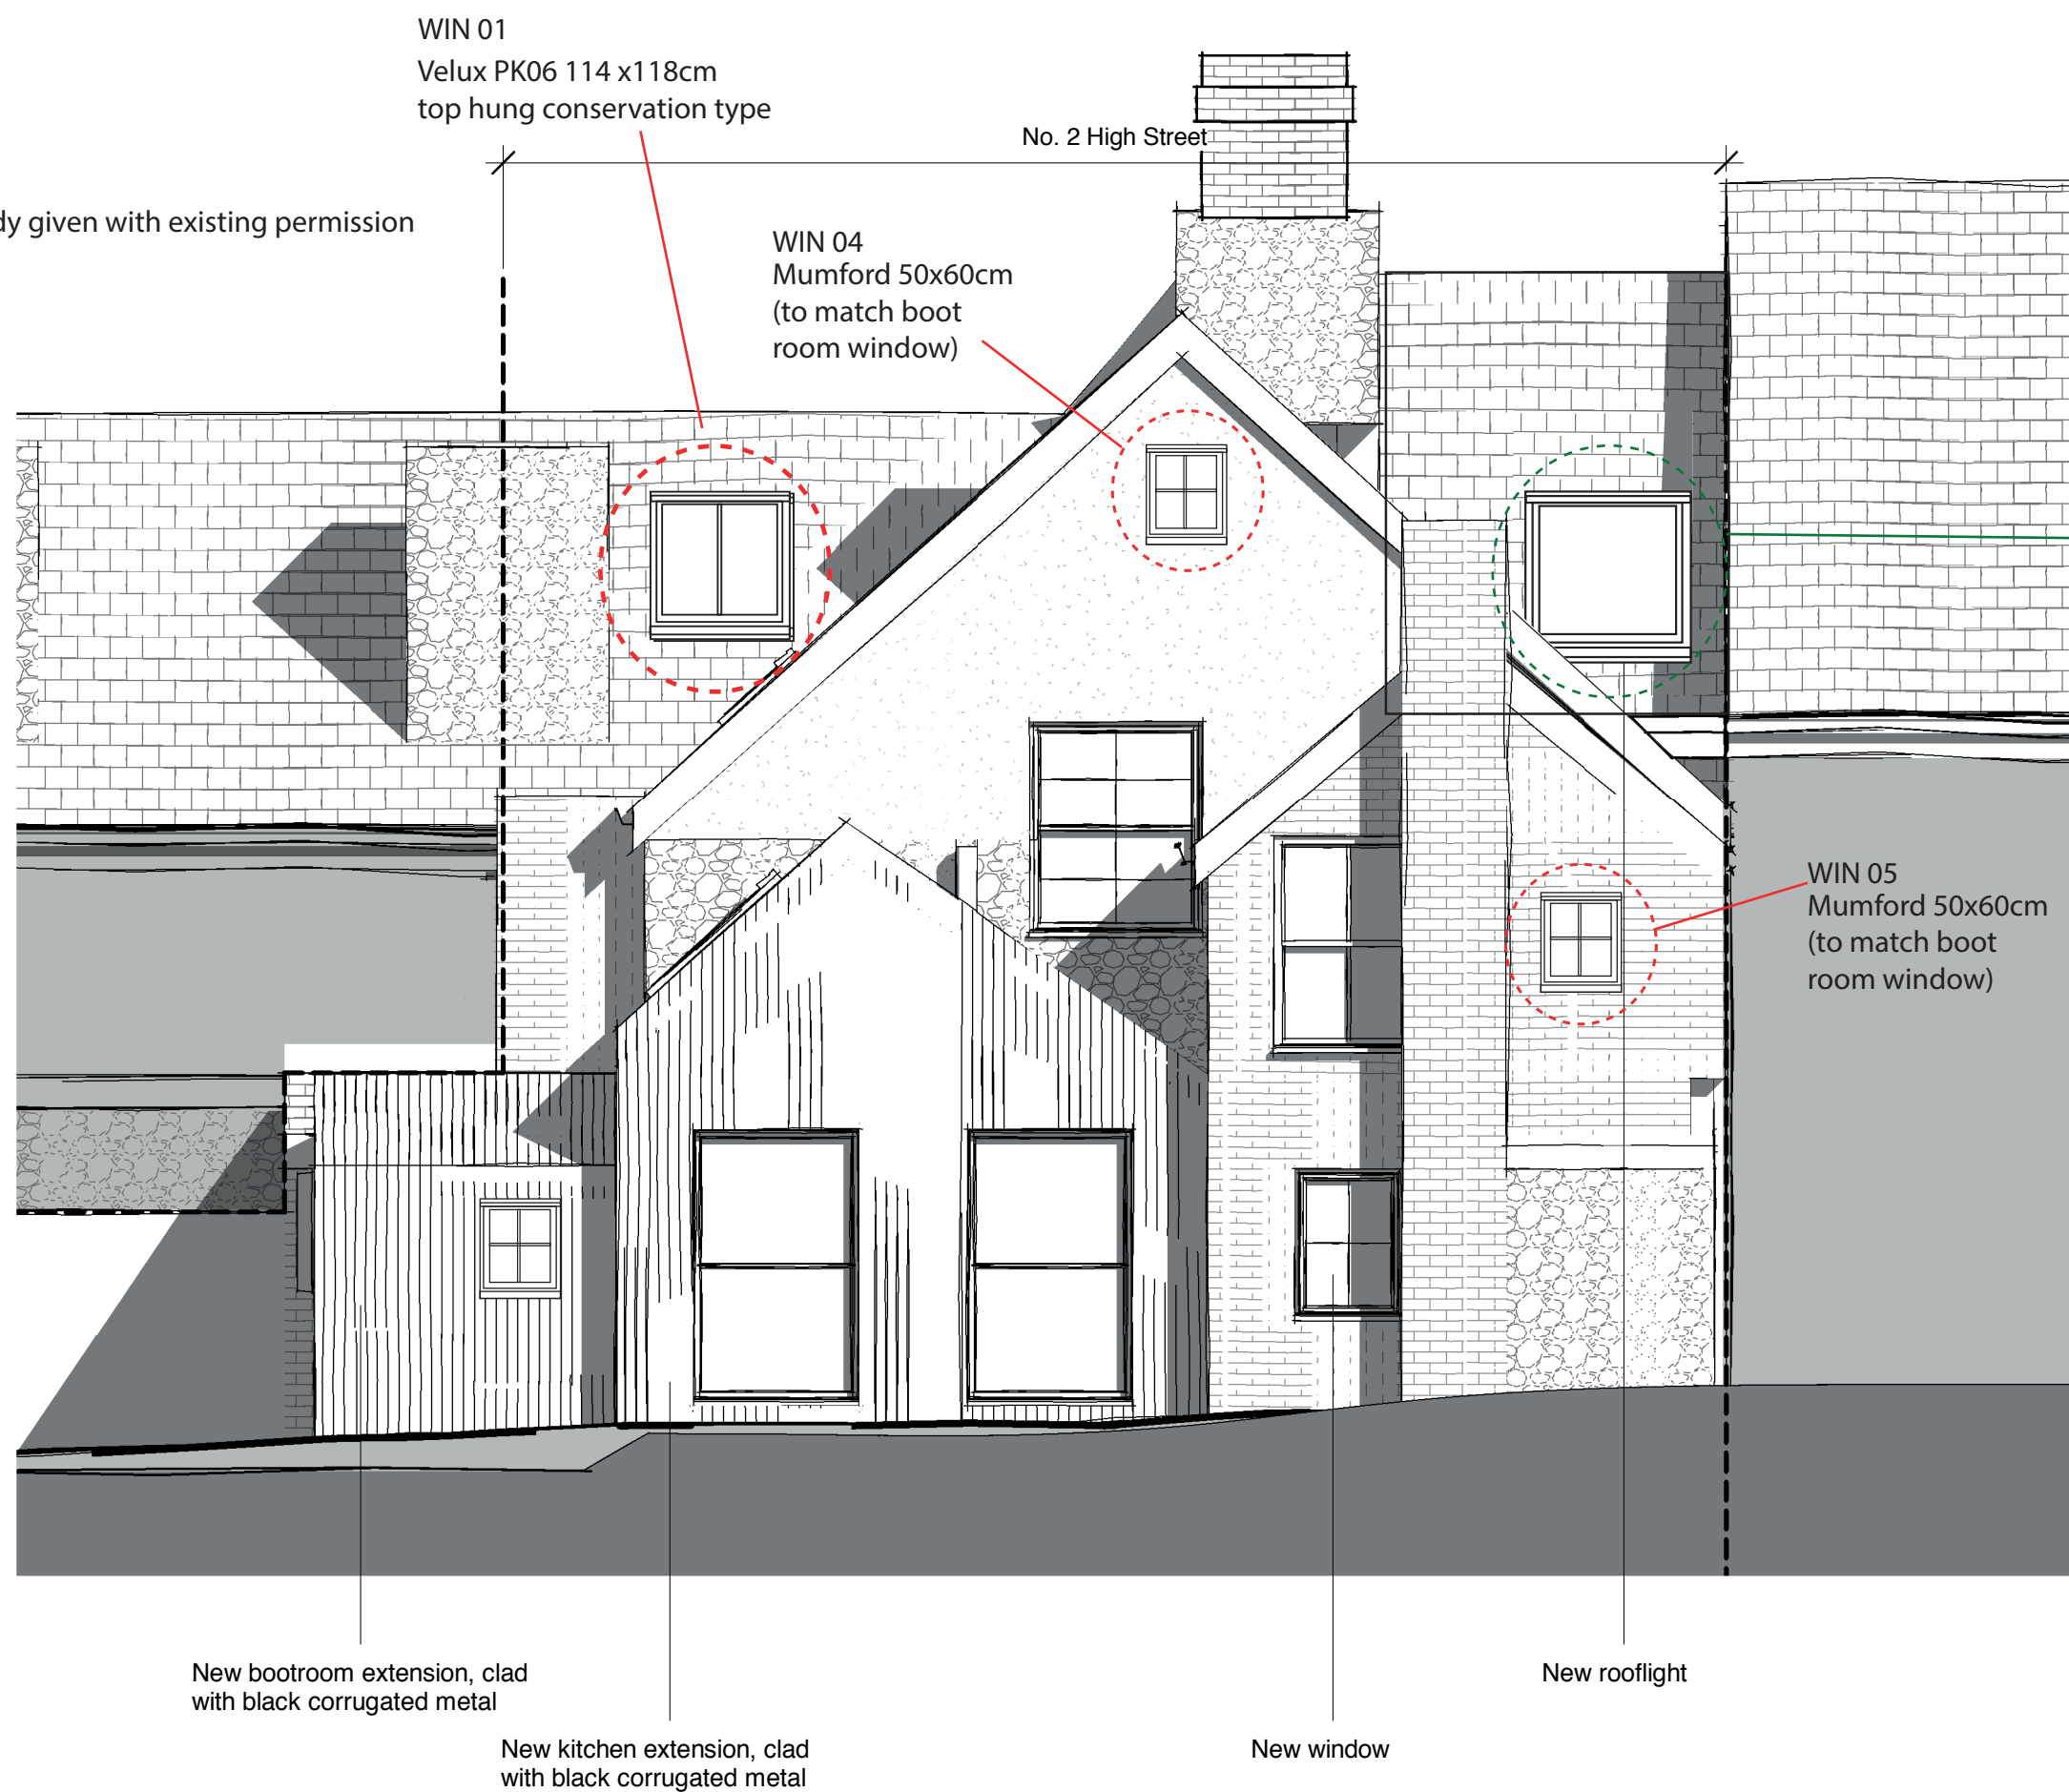 WIN 01
Velux PK06 114 x118cm
top hung conservation type
No. 2 High Street
given with existing permission
WIN 04
Mumford 50x60cm
(to match boot
room window)
WIN 05
Mumford 50x60cm
(to match boot
room window)
New bootroom extension, clad
with black corrugated metal
New rooflight
New kitchen extension, clad
with black corrugated metal
New window